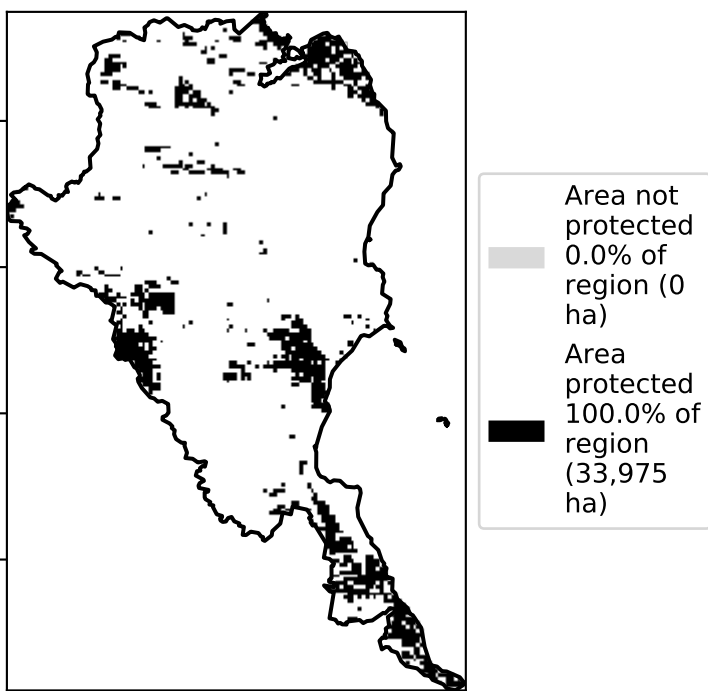 Area not
protected
0.0% of
region (0
ha)
Area
protected
100.0% of
region
(33,975
ha)